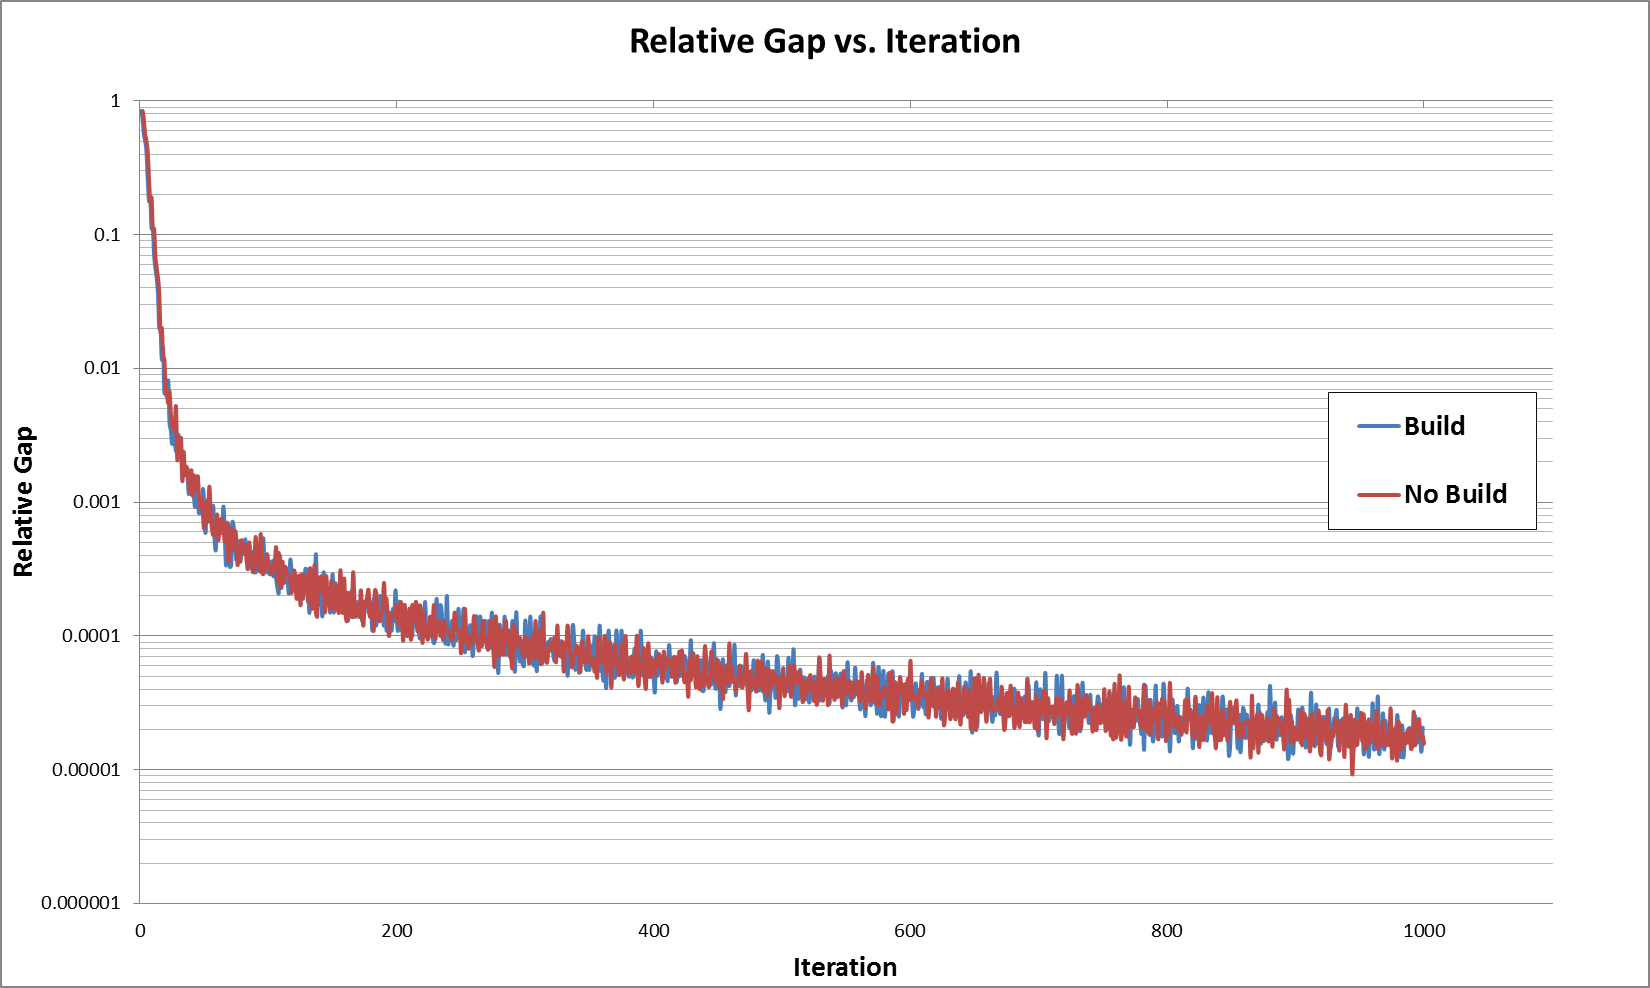 Relative Gap vs. Iteration
1
0.1
0.01
0.001
0.0001
0.00001
0.000001
Relative Gap
Build
No Build
0 200 400 600 800 1000
Iteration